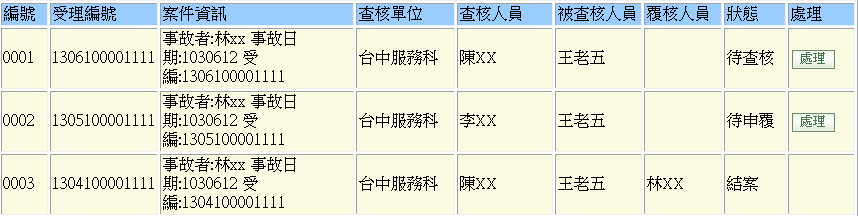 編號 受理編號 案件資訊 查核單位 查核人員 被查核人員 覆核人員 狀態 處理
0001 1306100001111 事故者:林xx 事故日
期:1030612 受
編:1306100001111 台中服務科 陳XX 王老五 待查核 處理
0002 1305100001111 事故者:林xx 事故日
期:1030612 受
編:1305100001111 台中服務科 李XX 王老五 待申覆 處理
0003 1304100001111 事故者:林xx 事故日
期:1030612 受
編:1304100001111 台中服務科 陳XX 王老五 林XX 結案